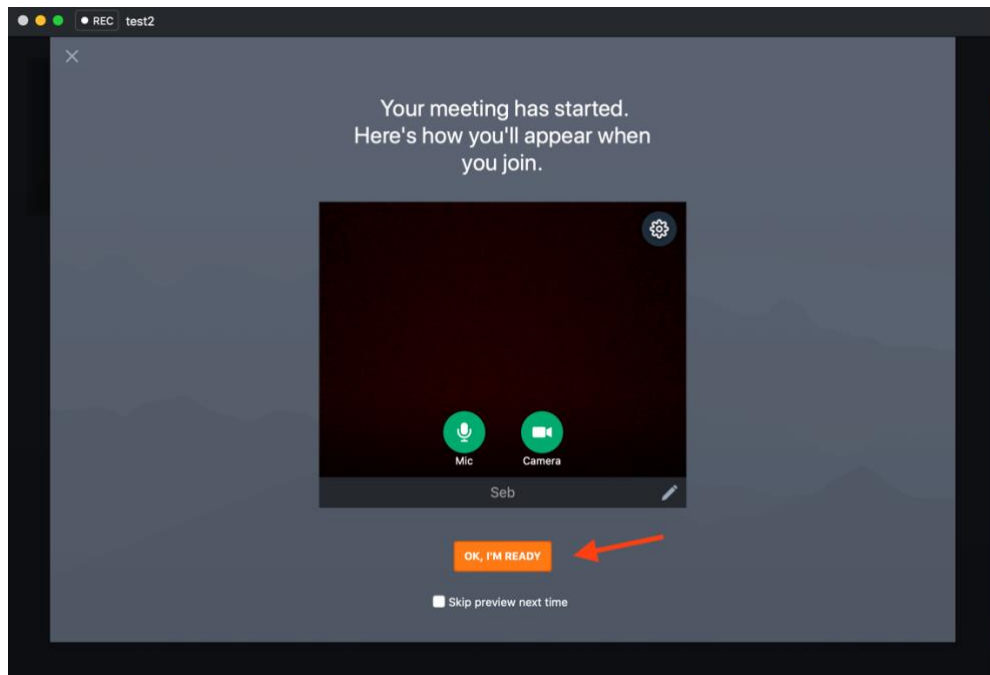 REC test2
Your meeting has started.
Here's how you'll appear when
you join.
Mic Camera
Seb
OK, I'M READY
Skip preview next time